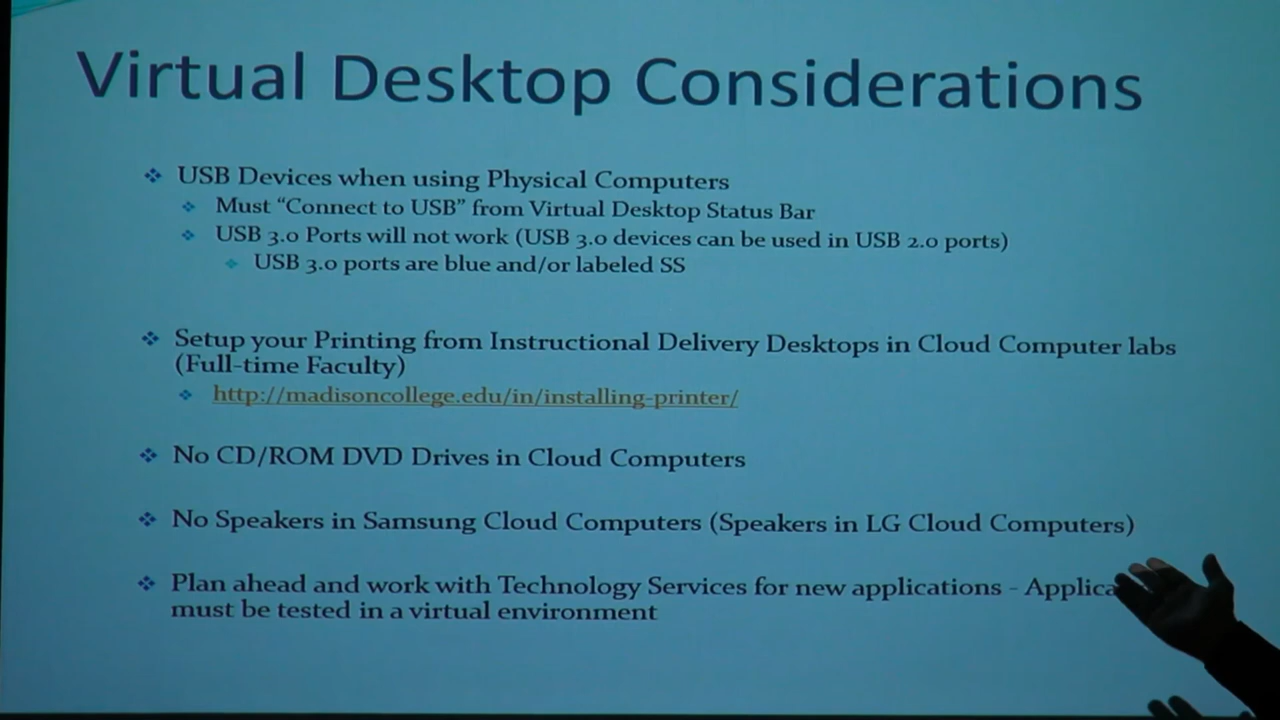 Virtual Desktop Considerations
USB Devices when using Physical Computers
Must “Connect to USB” from Virtual Desktop Status Bar
USB 3.0 Ports will not work (USB 3.0 devices can be used in USB 2.0 ports)
USB 3.0 ports are blue and/or labeled SS
Setup your Printing from Instructional Delivery Desktops in Cloud Computer labs
(Full-time Faculty)
http://madisoncollege.edu/in/installing-printer/
No CD/ROM DVD Drives in Cloud Computers
No Speakers in Samsung Cloud Computers (Speakers in LG Cloud Computers)
Plan ahead and work with Technology Services for new applications -
must be tested in a virtual environment